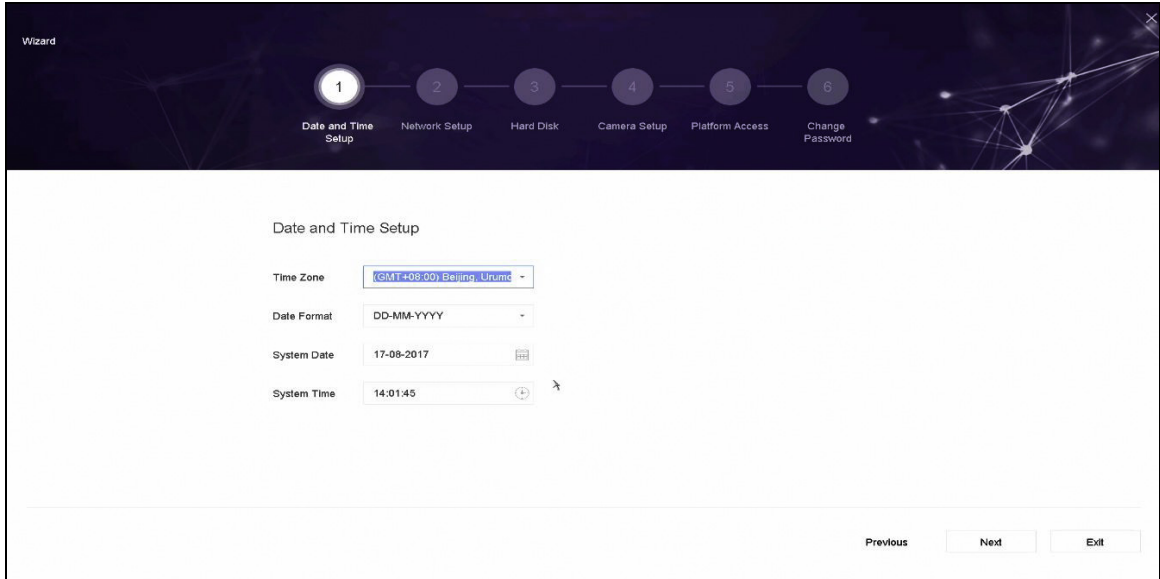 Wizard
1 2 3 4 5 6
Date and Time Network Setup Hard Disk Camera Setup Platform Access Change
Setup Password
Date and Time Setup
Time Zone (GMT+08:00) Beijing, Urumc
Date Format DD-MM-YYYY
System Date 17-08-2017
System Time 14:01:45
Previous Next Exit